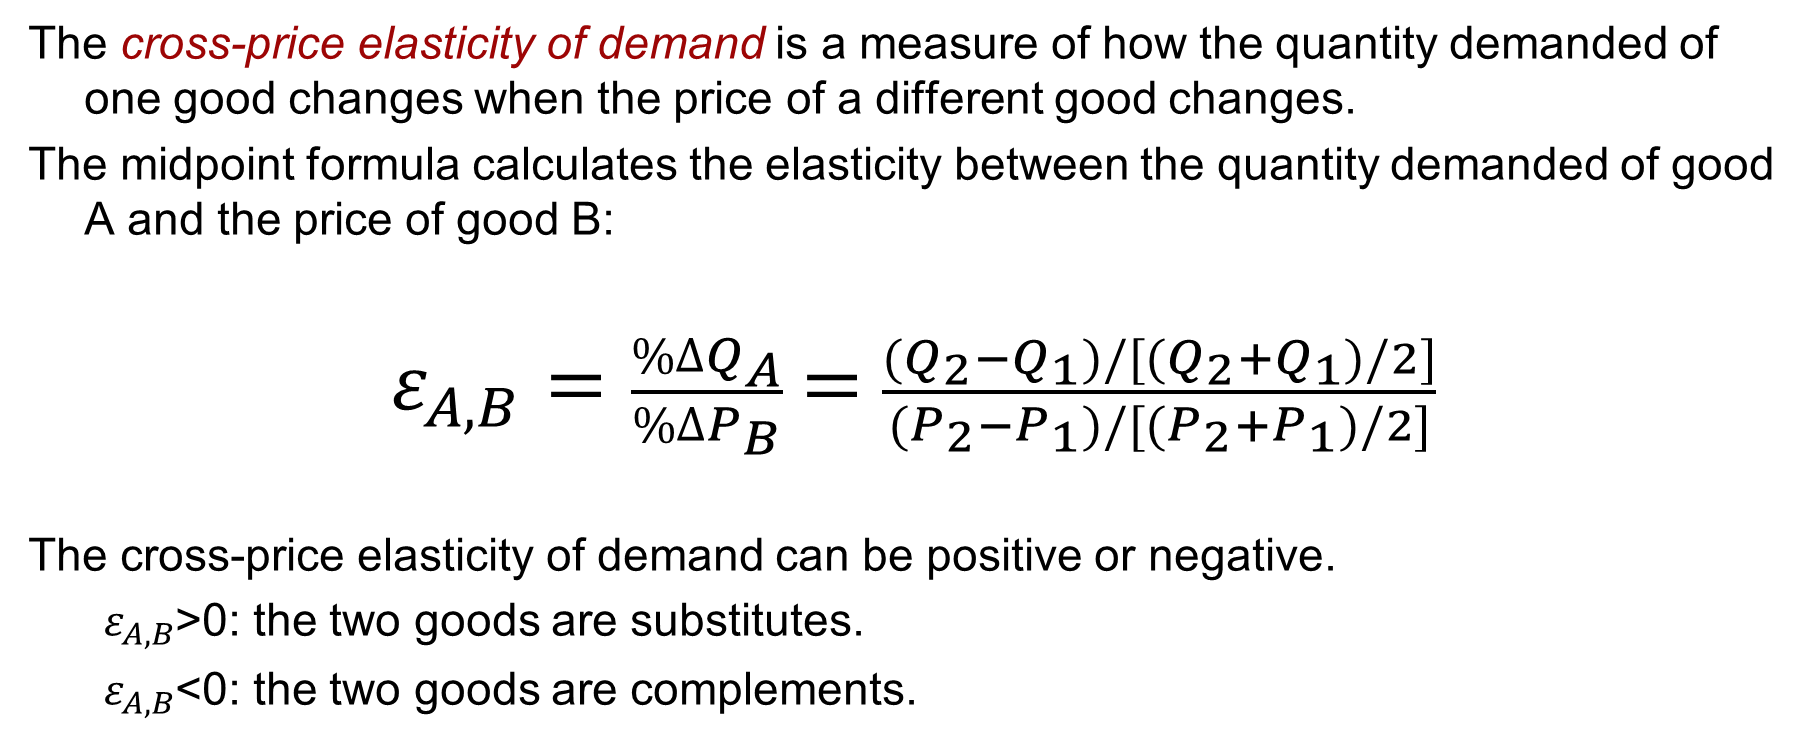 The cross-price elasticity of demand is a measure of how the quantity demanded of
one good changes when the price of a different good changes.
The midpoint formula calculates the elasticity between the quantity demanded of good
A and the price of good B:
ε_{A,B} = \frac{%ΔQ_A}{%ΔP_B} = \frac{(Q_2−Q_1)/[(Q_2+Q_1)/2]}{(P_2−P_1)/[(P_2+P_1)/2]}
The cross-price elasticity of demand can be positive or negative.
ε_{A,B}>0: the two goods are substitutes.
ε_{A,B}<0: the two goods are complements.